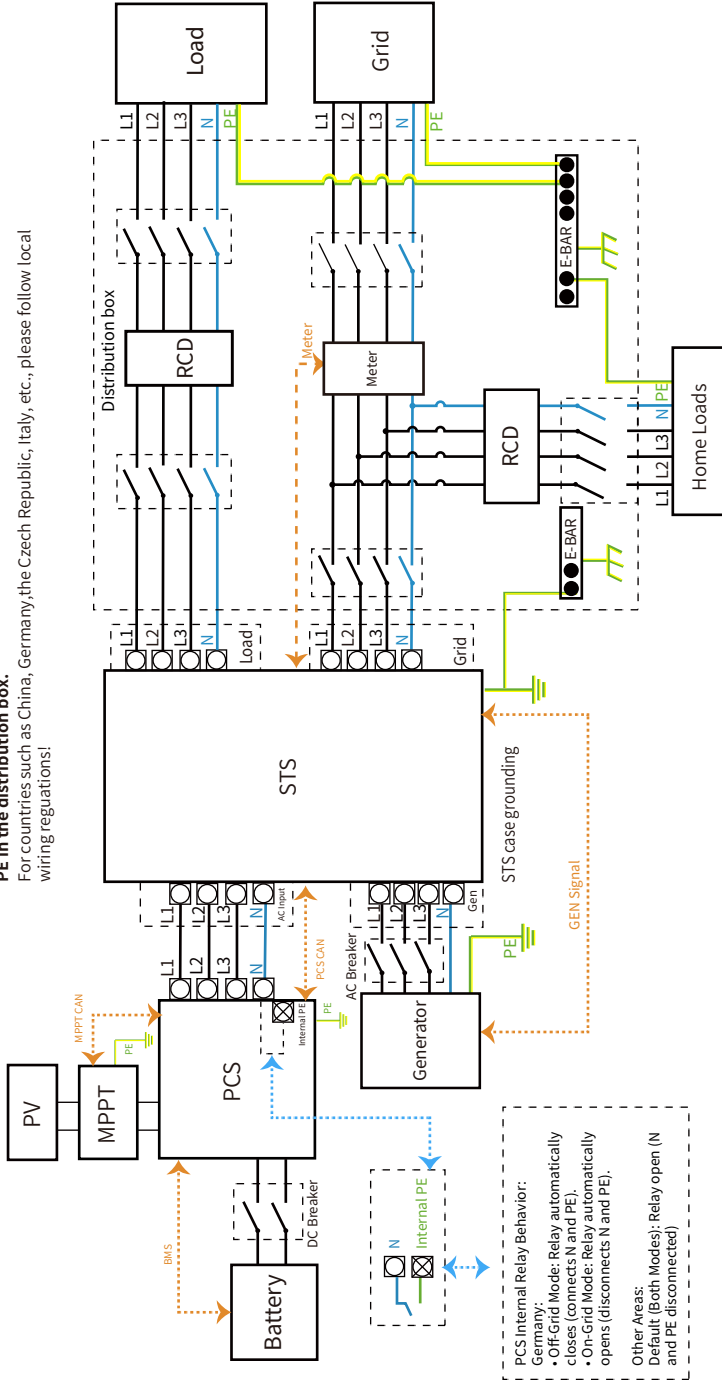 PE in the distribution box.
For countries such as China, Germany,the Czech Republic, Italy, etc., please follow local
wiring reguations!
Distribution box
Load
L1
L2
L3
N
PE
RCD
L1
L2
L3
N
Load
Grid
L1
L2
L3
N
PE
Meter
Meter
L1
L2
L3
N
Grid
E-BAR
E-BAR
RCD
L1
L2
L3
N
PE
Home Loads
STS
STS case grounding
L1
L2
L3
N
AC Input
L1
L2
L3
N
Gen
PV
MPPT
MPPT CAN
PE
PCS
L1
L2
L3
N
Internal PE
PE
PCS CAN
BMS
Battery
DC Breaker
AC Breaker
Generator
PE
GEN Signal
N
Internal PE
PCS Internal Relay Behavior:
Germany:
• Off-Grid Mode: Relay automatically
closes (connects N and PE).
• On-Grid Mode: Relay automatically
opens (disconnects N and PE).
Other Areas:
Default (Both Modes): Relay open (N
and PE disconnected)